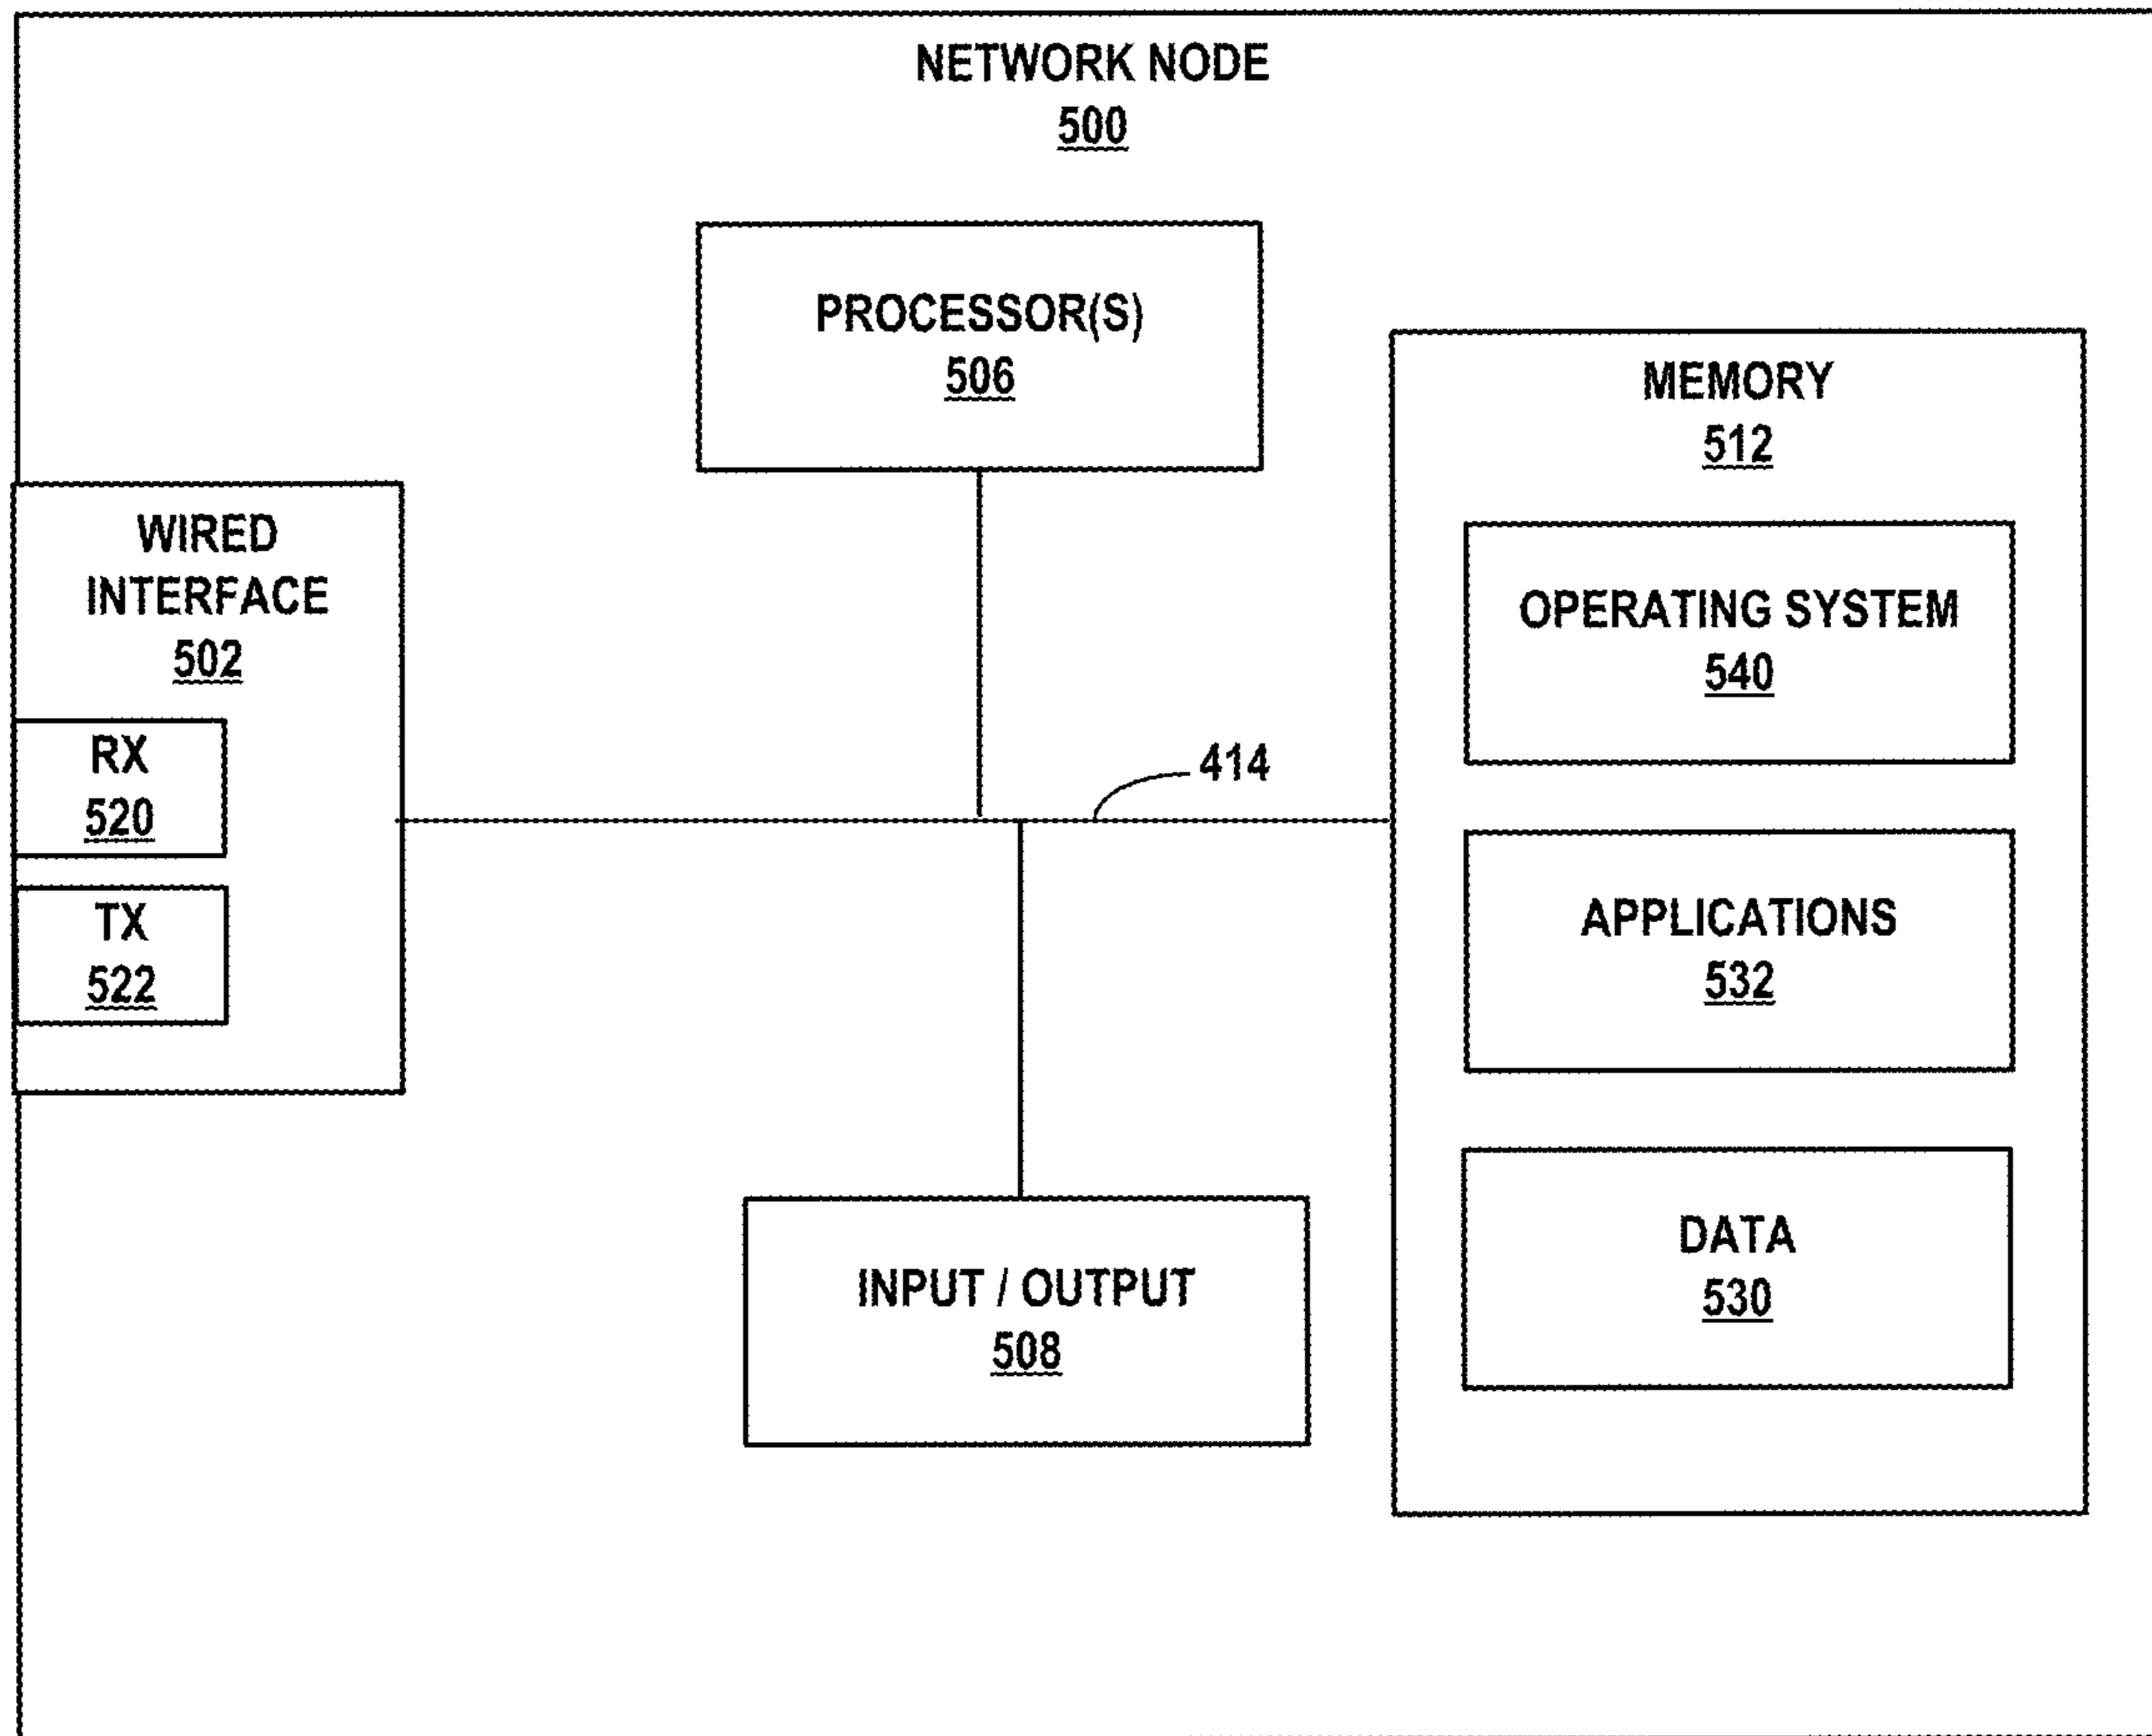 NETWORK NODE
500
PROCESSOR(S)
506
MEMORY
512
WIRED
INTERFACE
502
OPERATING SYSTEM
540
RX
520
414
TX
522
APPLICATIONS
532
INPUT / OUTPUT
508
DATA
530